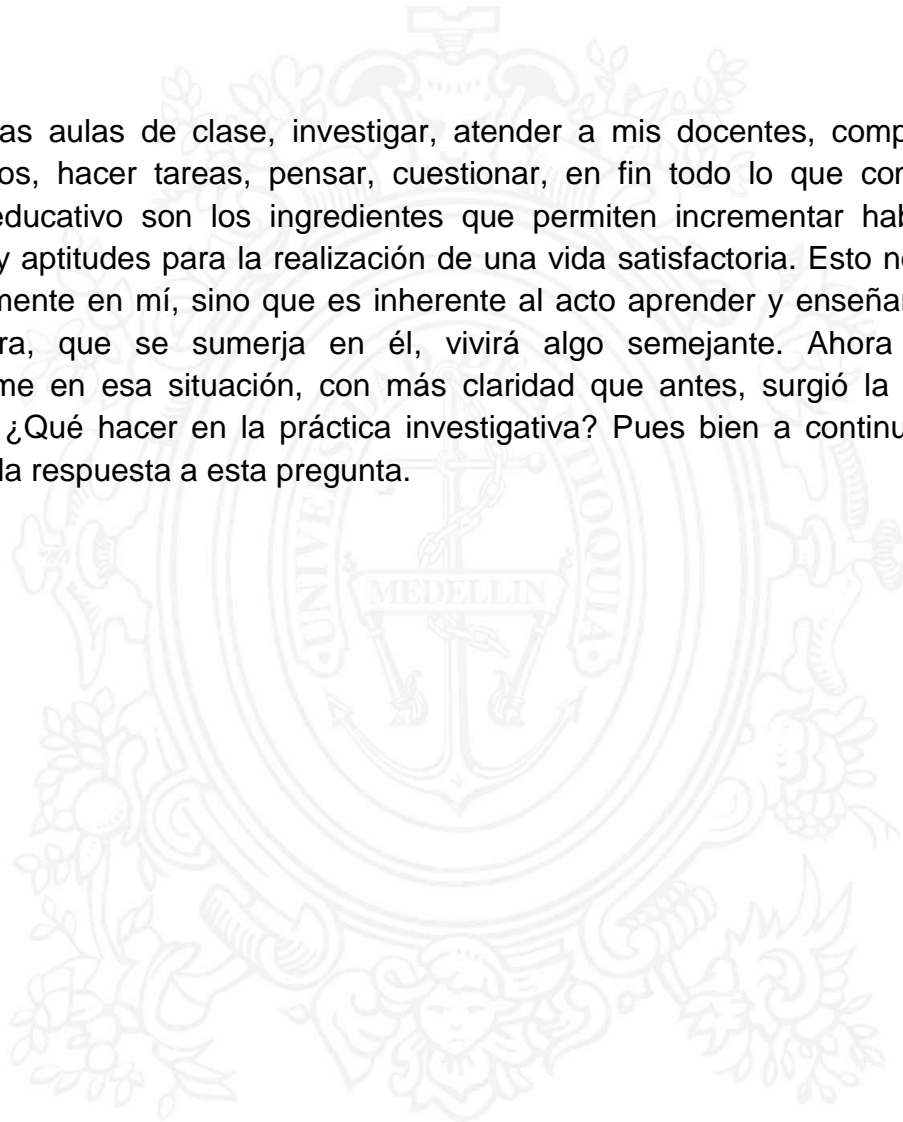 as aulas de clase, investigar, atender a mis docentes, comp
os, hacer tareas, pensar, cuestionar, en fin todo lo que con
educativo son los ingredientes que permiten incrementar hab
y aptitudes para la realización de una vida satisfactoria. Esto no
mente en mí, sino que es inherente al acto aprender y enseñar
ra, que se sumerja en él, vivirá algo semejante. Ahora
me en esa situación, con más claridad que antes, surgió la
¿Qué hacer en la práctica investigativa? Pues bien a continu
la respuesta a esta pregunta.
MEDELLIN